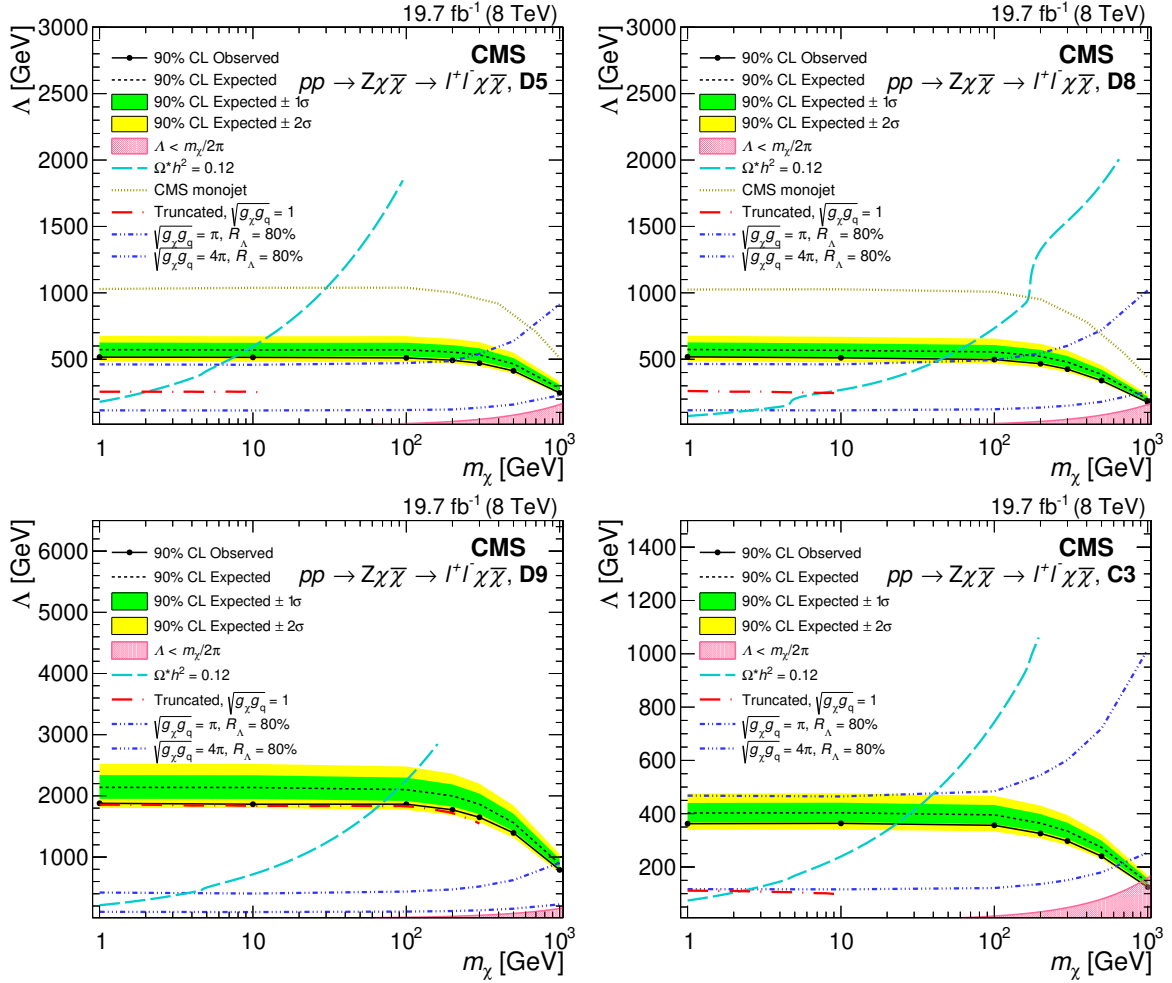 19.7 fb⁻¹ (8 TeV)
Λ [GeV]
3000
2500
2000
1500
1000
500
CMS
pp → Zχχ̅ → l⁺l⁻χχ̅, D5
90% CL Observed
90% CL Expected
90% CL Expected ± 1σ
90% CL Expected ± 2σ
Λ < mχ/2π
Ω*h² = 0.12
CMS monojet
Truncated, √gχgq = 1
√gχgq = π, RΛ = 80%
√gχgq = 4π, RΛ = 80%
1 10 10² 10³
mχ [GeV]
19.7 fb⁻¹ (8 TeV)
Λ [GeV]
3000
2500
2000
1500
1000
500
CMS
pp → Zχχ̅ → l⁺l⁻χχ̅, D8
90% CL Observed
90% CL Expected
90% CL Expected ± 1σ
90% CL Expected ± 2σ
Λ < mχ/2π
Ω*h² = 0.12
CMS monojet
Truncated, √gχgq = 1
√gχgq = π, RΛ = 80%
√gχgq = 4π, RΛ = 80%
1 10 10² 10³
mχ [GeV]
19.7 fb⁻¹ (8 TeV)
Λ [GeV]
6000
5000
4000
3000
2000
1000
CMS
pp → Zχχ̅ → l⁺l⁻χχ̅, D9
90% CL Observed
90% CL Expected
90% CL Expected ± 1σ
90% CL Expected ± 2σ
Λ < mχ/2π
Ω*h² = 0.12
Truncated, √gχgq = 1
√gχgq = π, RΛ = 80%
√gχgq = 4π, RΛ = 80%
1 10 10² 10³
mχ [GeV]
19.7 fb⁻¹ (8 TeV)
Λ [GeV]
1400
1200
1000
800
600
400
200
CMS
pp → Zχχ̅ → l⁺l⁻χχ̅, C3
90% CL Observed
90% CL Expected
90% CL Expected ± 1σ
90% CL Expected ± 2σ
Λ < mχ/2π
Ω*h² = 0.12
Truncated, √gχgq = 1
√gχgq = π, RΛ = 80%
√gχgq = 4π, RΛ = 80%
1 10 10² 10³
mχ [GeV]